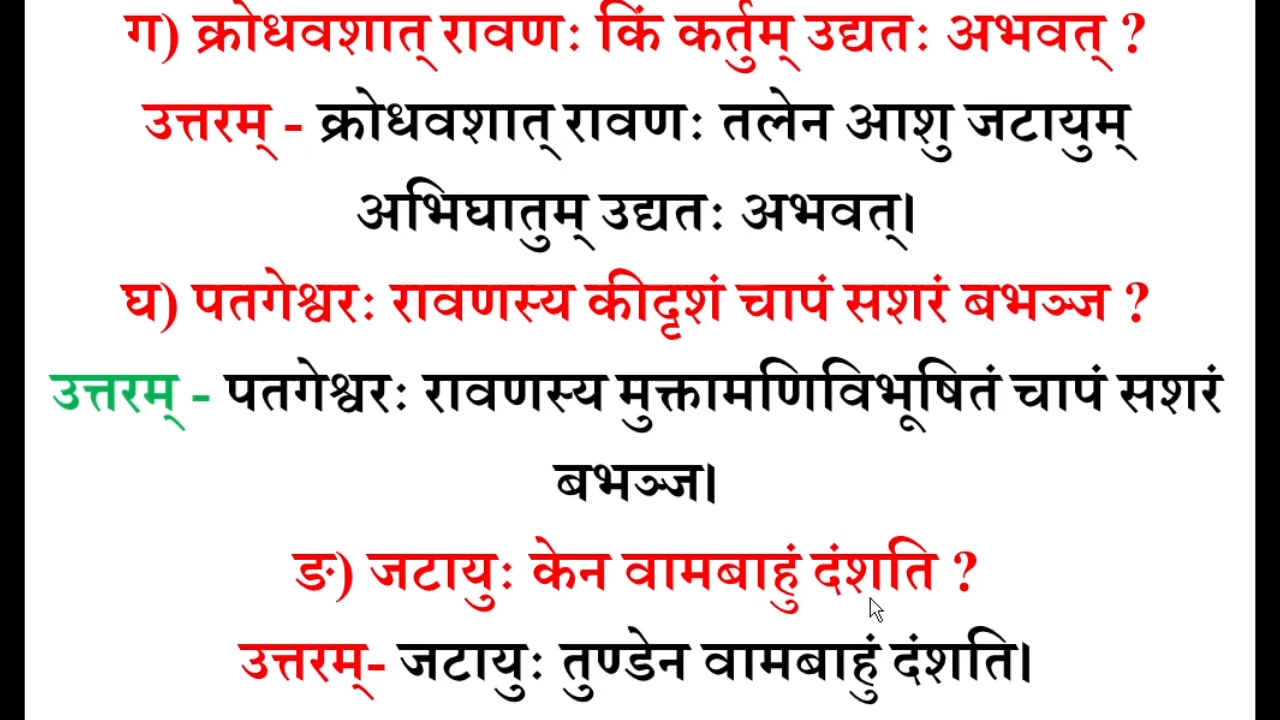 ग) क्रोधवशात् रावणः किं कर्तुम् उद्यतः अभवत् ?
उत्तरम् - क्रोधवशात् रावणः तलेन आशु जटायुम्
अभिघातुम् उद्यतः अभवत्।
घ) पतगेश्वरः रावणस्य कीदृशं चापं सशरं बभञ्ज ?
उत्तरम् - पतगेश्वरः रावणस्य मुक्तामणिविभूषितं चापं सशरं
बभञ्ज।
ङ) जटायुः केन वामबाहुं दंशति ?
उत्तरम्- जटायुः तुण्डेन वामबाहुं दंशति।